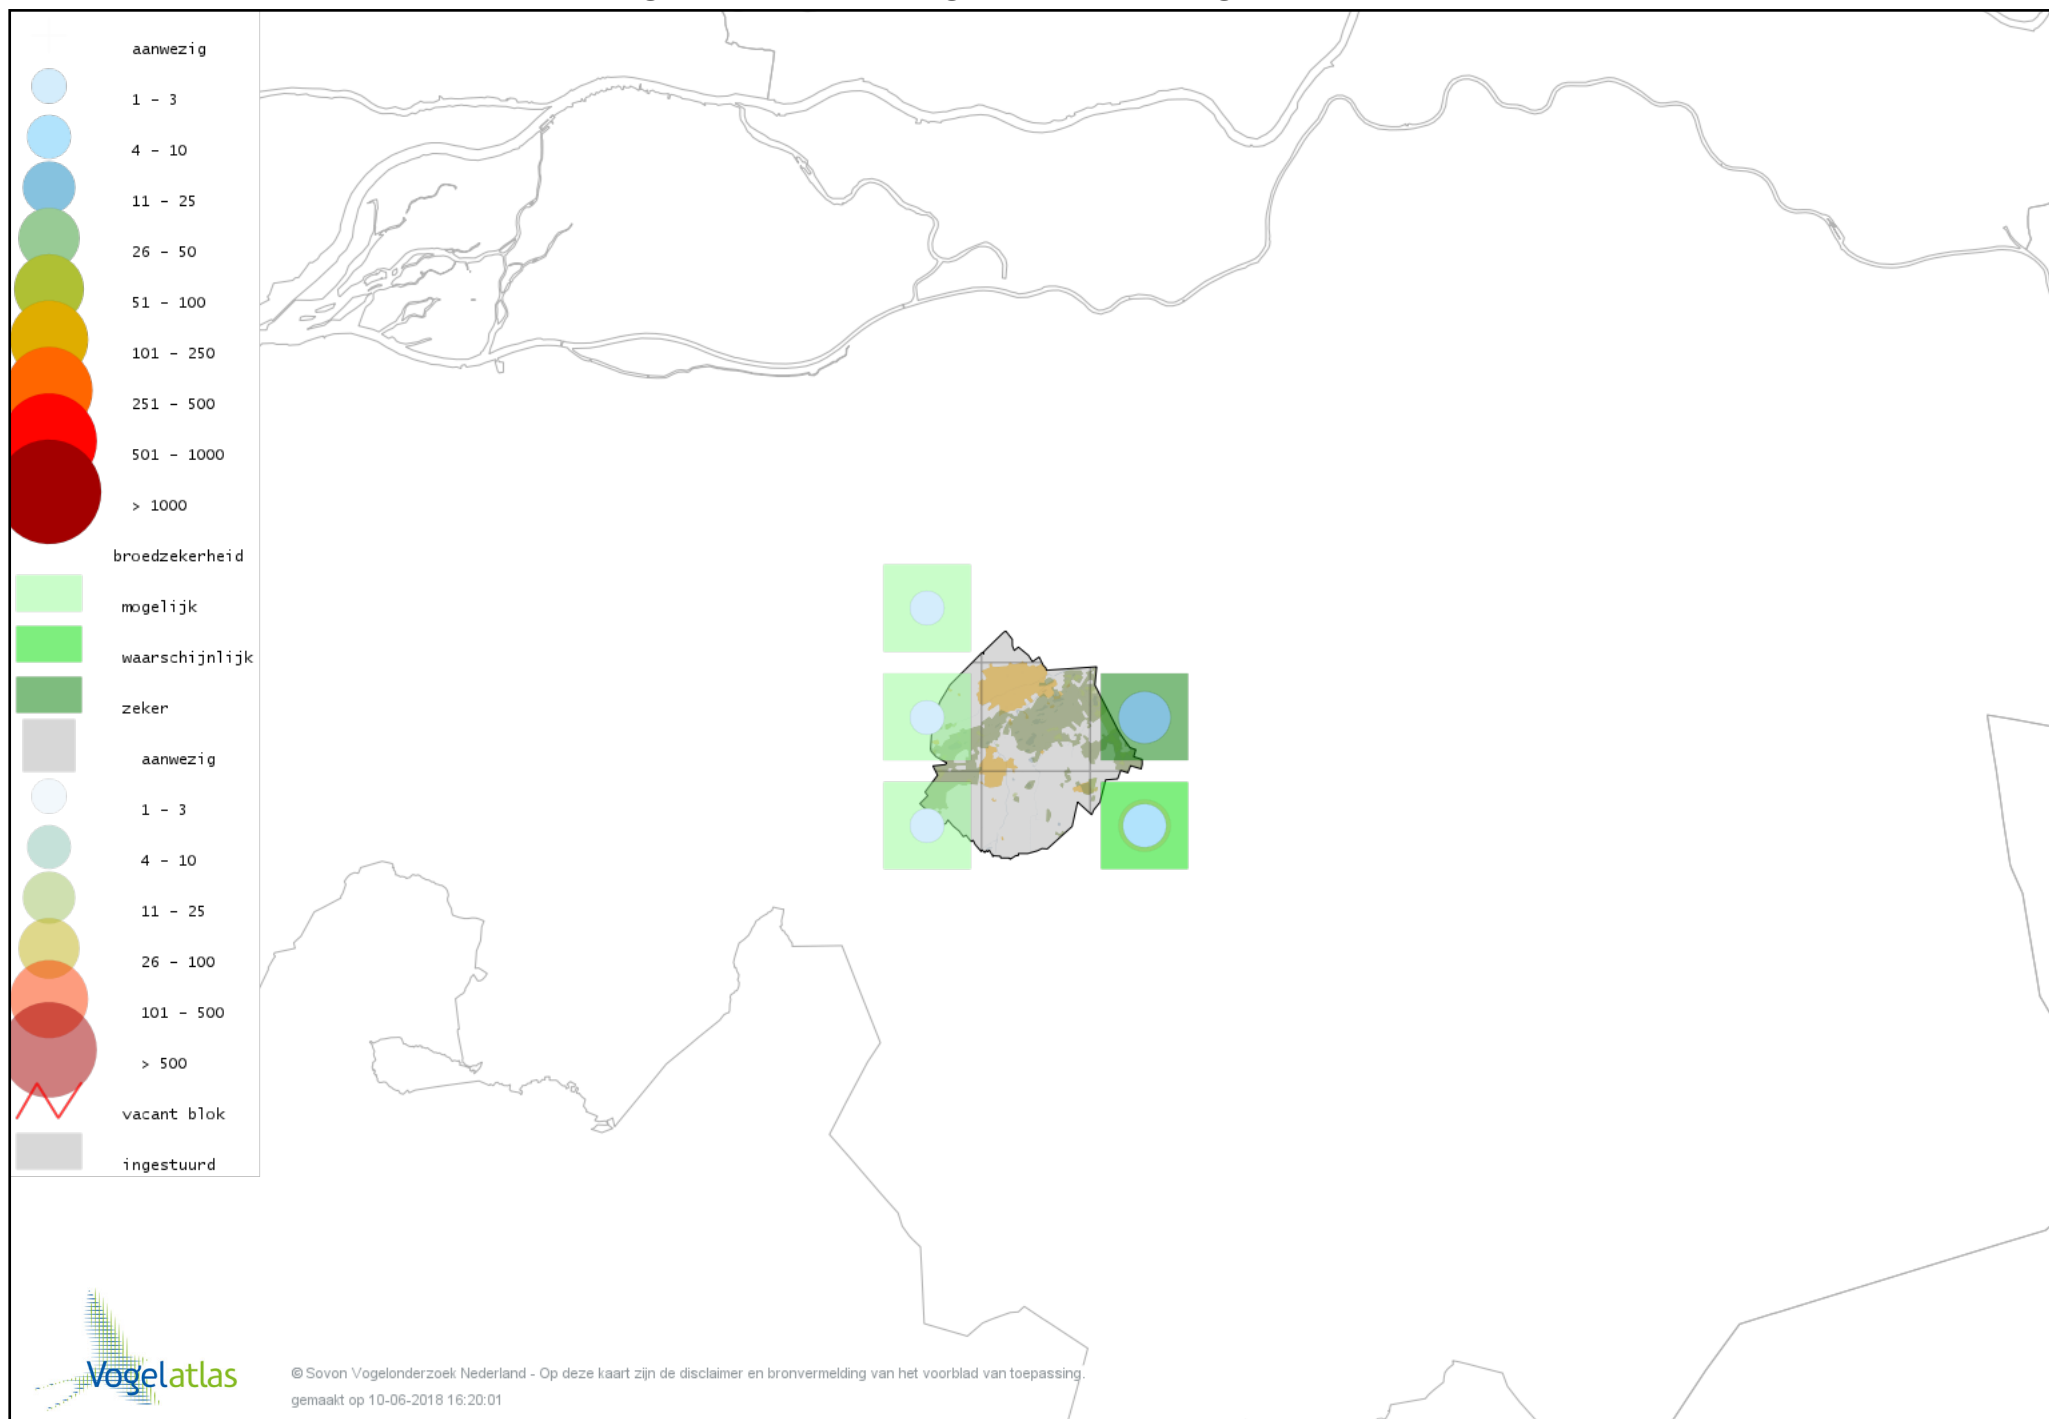 aanwezig
1 - 3
4 - 10
11 - 25
26 - 50
51 - 100
101 - 250
251 - 500
501 - 1000
> 1000
broedzekerheid
mogelijk
waarschijnlijk
zeker
aanwezig
1 - 3
4 - 10
11 - 25
26 - 100
101 - 500
> 500
vacant blok
ingestuurd
Vogelatlas
© Sovon Vogelonderzoek Nederland - Op deze kaart zijn de disclaimer en bronvermelding van het voorblad van toepassing.
gemaakt op 10-06-2018 16:20:01